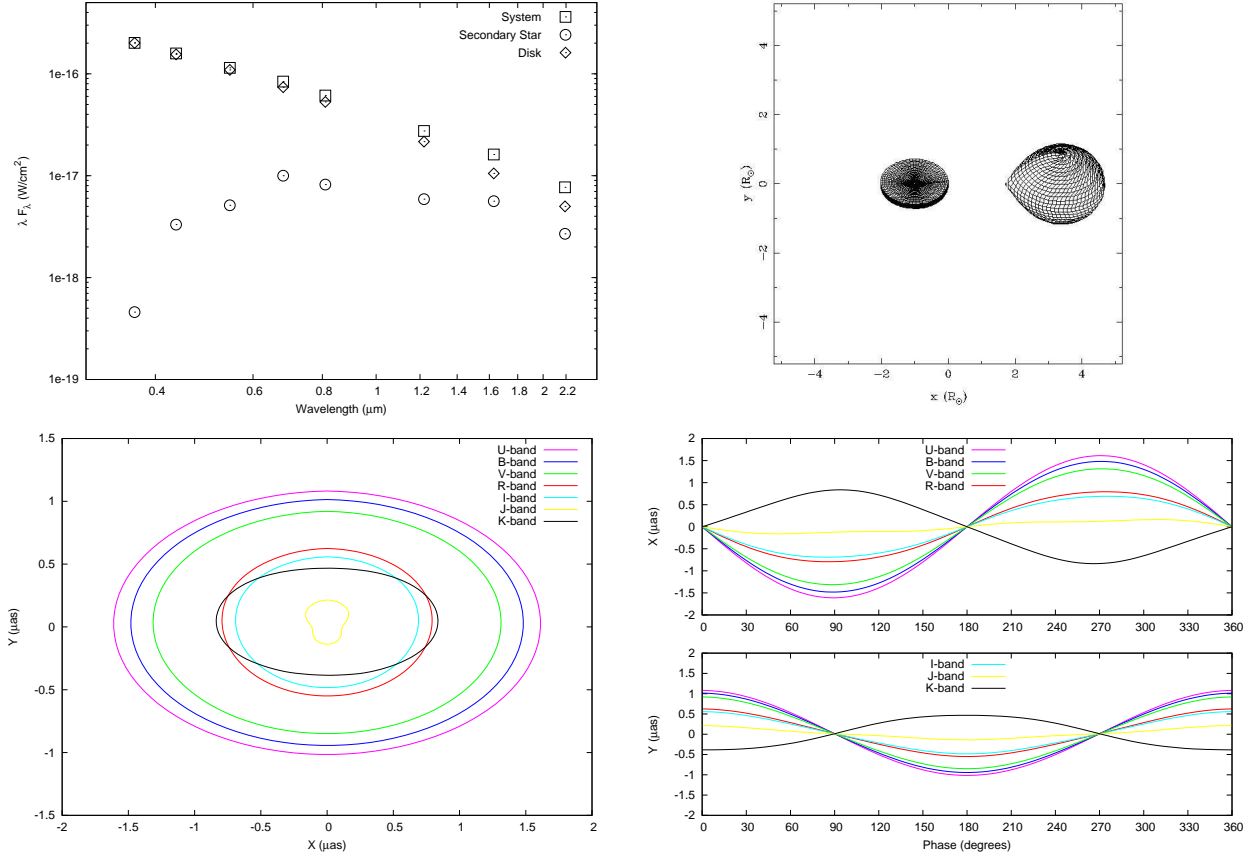 System
Secondary Star
Disk
1e-16
1e-17
1e-18
1e-19
λ Fλ (W/cm²)
0.4 0.6 0.8 1 1.2 1.4 1.6 1.8 2 2.2
Wavelength (μm)
4
2
0
−2
−4
y (R☉)
−4 −2 0 2 4
x (R☉)
U-band
B-band
V-band
R-band
I-band
J-band
K-band
1.5
1
0.5
0
-0.5
-1
-1.5
Y (μas)
-2 -1.5 -1 -0.5 0 0.5 1 1.5 2
X (μas)
U-band
B-band
V-band
R-band
2
1.5
1
0.5
0
-0.5
-1
-1.5
-2
X (μas)
0 30 60 90 120 150 180 210 240 270 300 330 360
I-band
J-band
K-band
2
1.5
1
0.5
0
-0.5
-1
-1.5
-2
Y (μas)
0 30 60 90 120 150 180 210 240 270 300 330 360
Phase (degrees)